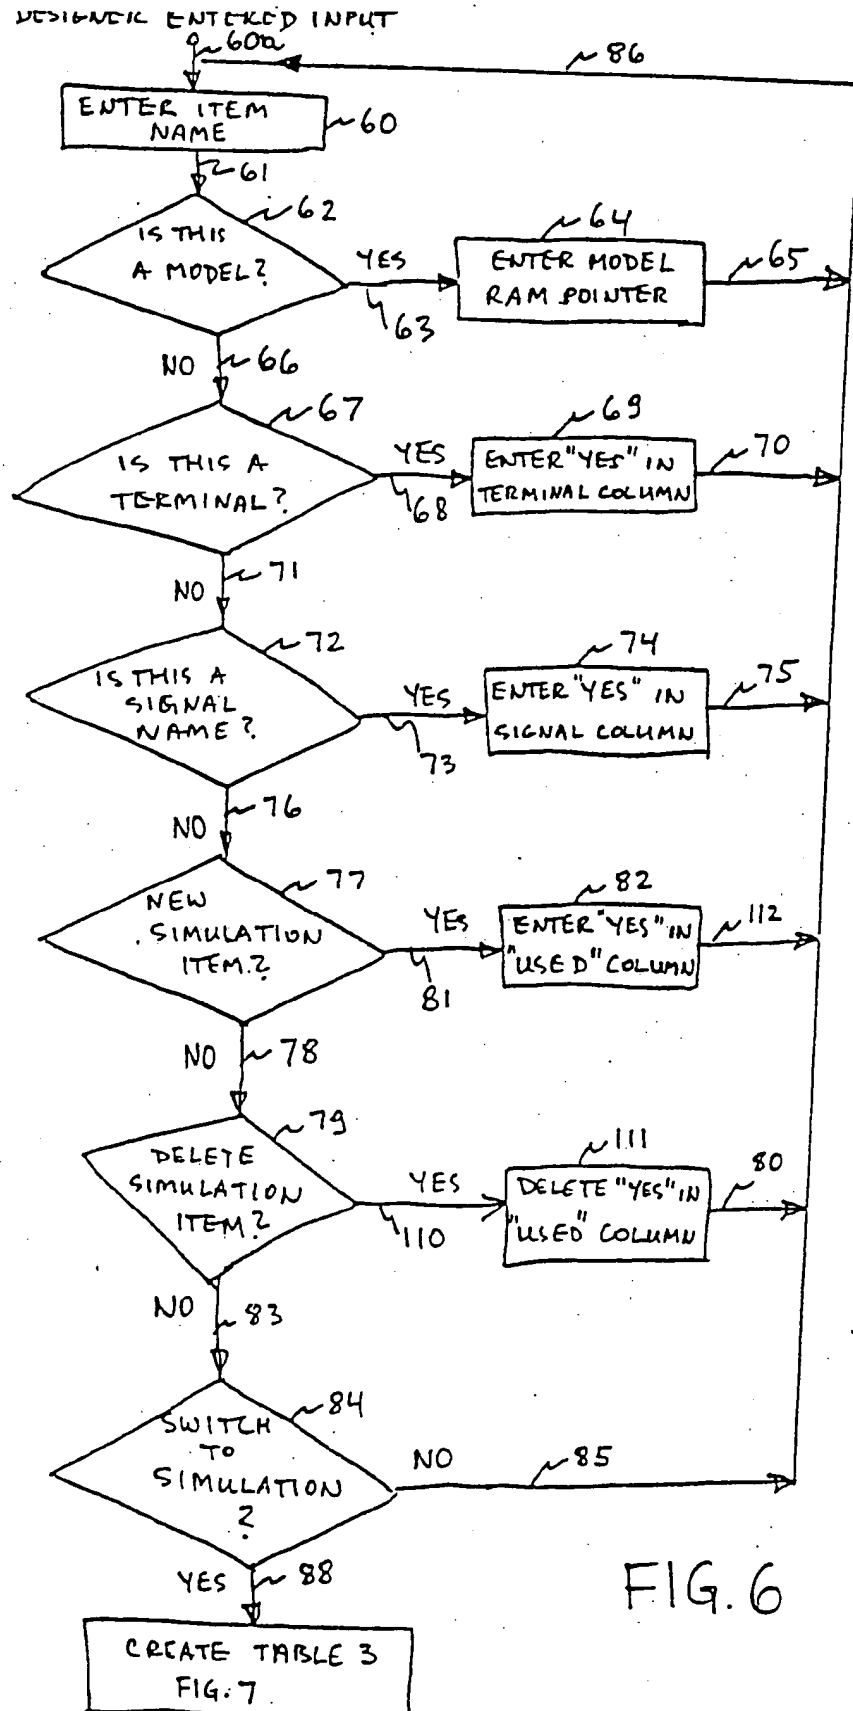 DESIGNER ENTERED INPUT
60a
86
ENTER ITEM
NAME
60
61
62
IS THIS
A MODEL?
YES
63
64
ENTER MODEL
RAM POINTER
65
NO
66
67
IS THIS A
TERMINAL?
YES
68
69
ENTER "YES" IN
TERMINAL COLUMN
70
NO
71
72
IS THIS A
SIGNAL
NAME?
YES
73
74
ENTER "YES" IN
SIGNAL COLUMN
75
NO
76
77
NEW
SIMULATION
ITEM?
YES
81
82
ENTER "YES" IN
"USED" COLUMN
112
NO
78
79
DELETE
SIMULATION
ITEM?
YES
110
111
DELETE "YES" IN
"USED" COLUMN
80
NO
83
84
SWITCH
TO
SIMULATION
?
NO
85
YES
88
CREATE TABLE 3
FIG. 7
FIG. 6